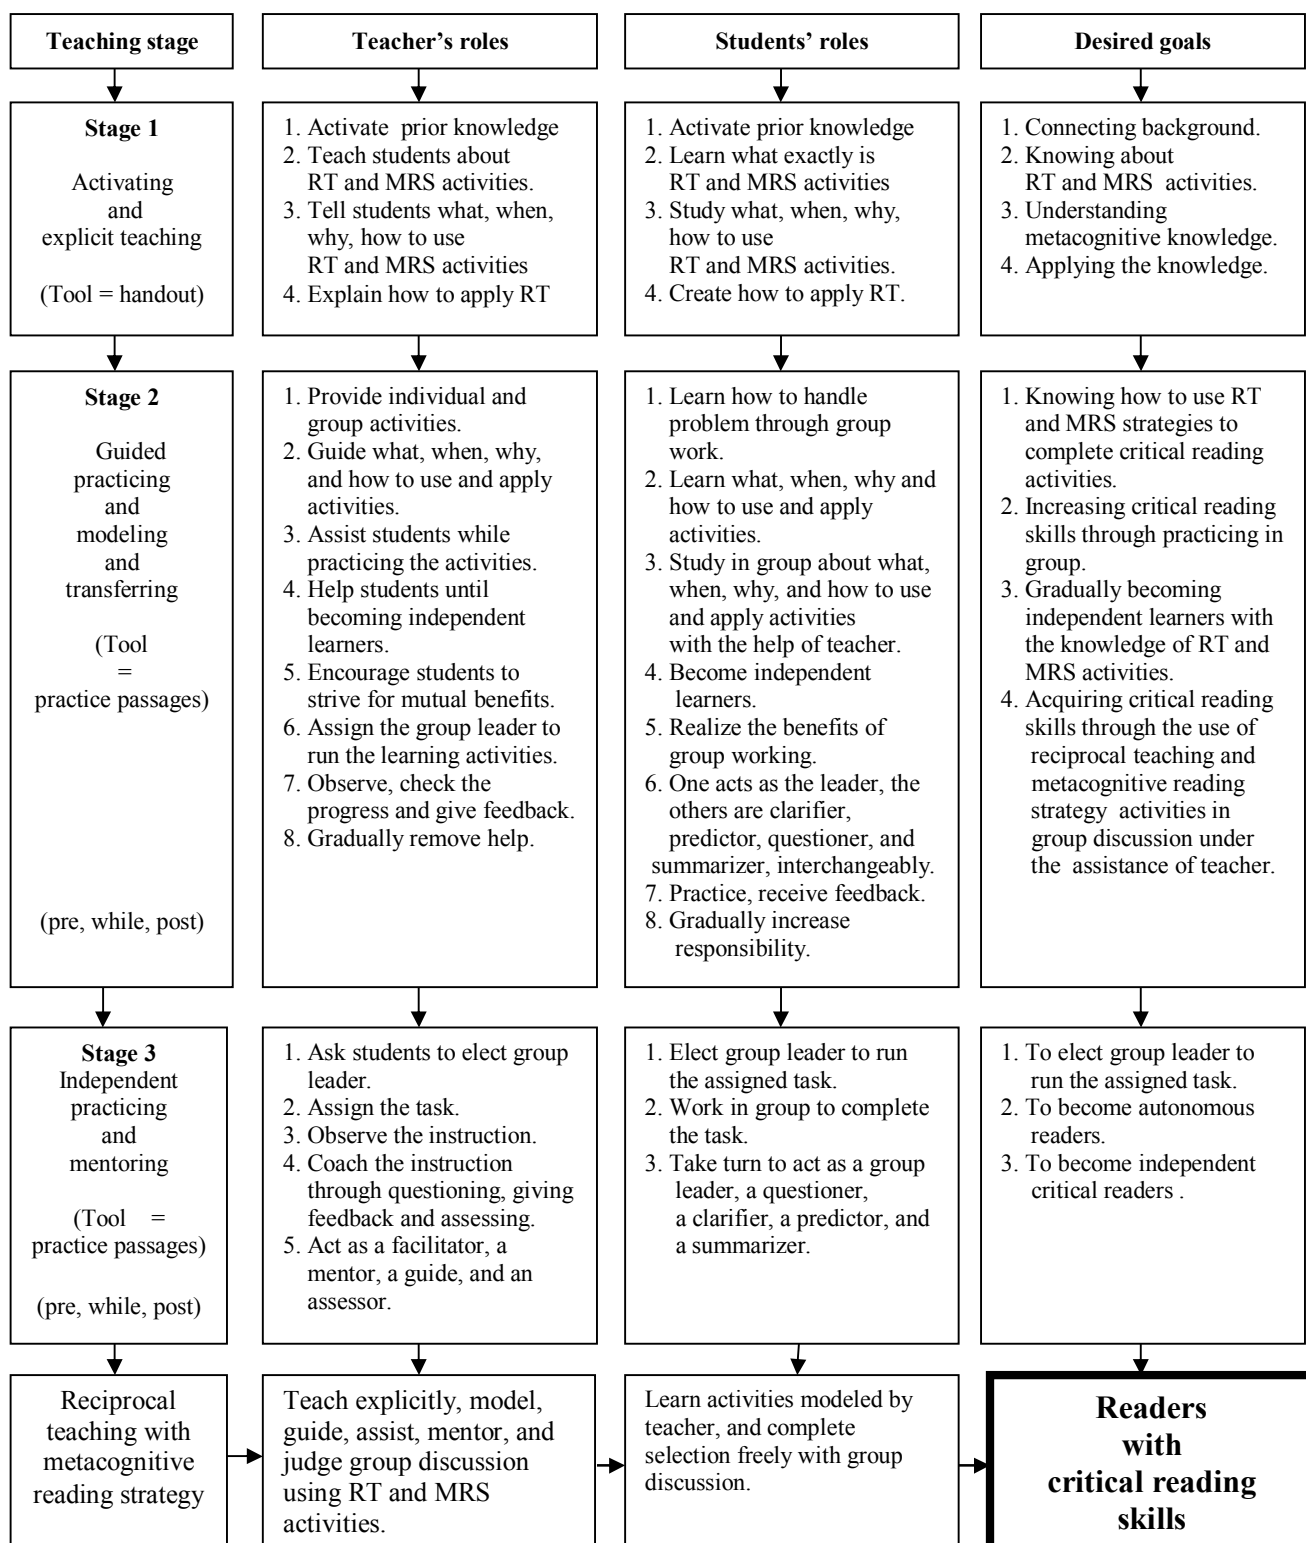 Teaching stage
Teacher's roles
Students' roles
Desired goals
Stage 1
Activating
and
explicit teaching
(Tool = handout)
1. Activate prior knowledge
2. Teach students about
RT and MRS activities.
3. Tell students what, when,
why, how to use
RT and MRS activities
4. Explain how to apply RT
1. Activate prior knowledge
2. Learn what exactly is
RT and MRS activities
3. Study what, when, why,
how to use
RT and MRS activities.
4. Create how to apply RT.
1. Connecting background.
2. Knowing about
RT and MRS activities.
3. Understanding
metacognitive knowledge.
4. Applying the knowledge.
Stage 2
Guided
practicing
and
modeling
and
transferring
(Tool
=
practice passages)
(pre, while, post)
1. Provide individual and
group activities.
2. Guide what, when, why,
and how to use and apply
activities.
3. Assist students while
practicing the activities.
4. Help students until
becoming independent
learners.
5. Encourage students to
strive for mutual benefits.
6. Assign the group leader to
run the learning activities.
7. Observe, check the
progress and give feedback.
8. Gradually remove help.
1. Learn how to handle
problem through group
work.
2. Learn what, when, why and
how to use and apply
activities.
3. Study in group about what,
when, why, and how to use
and apply activities
with the help of teacher.
4. Become independent
learners.
5. Realize the benefits of
group working.
6. One acts as the leader, the
others are clarifier,
predictor, questioner, and
summarizer, interchangeably.
7. Practice, receive feedback.
8. Gradually increase
responsibility.
1. Knowing how to use RT
and MRS strategies to
complete critical reading
activities.
2. Increasing critical reading
skills through practicing in
group.
3. Gradually becoming
independent learners with
the knowledge of RT and
MRS activities.
4. Acquiring critical reading
skills through the use of
reciprocal teaching and
metacognitive reading
strategy activities in
group discussion under
the assistance of teacher.
Stage 3
Independent
practicing
and
mentoring
(Tool =
practice passages)
(pre, while, post)
1. Ask students to elect group
leader.
2. Assign the task.
3. Observe the instruction.
4. Coach the instruction
through questioning, giving
feedback and assessing.
5. Act as a facilitator, a
mentor, a guide, and an
assessor.
1. Elect group leader to run
the assigned task.
2. Work in group to complete
the task.
3. Take turn to act as a group
leader, a questioner,
a clarifier, a predictor, and
a summarizer.
1. To elect group leader to
run the assigned task.
2. To become autonomous
readers.
3. To become independent
critical readers .
Reciprocal
teaching with
metacognitive
reading strategy
Teach explicitly, model,
guide, assist, mentor, and
judge group discussion
using RT and MRS
activities.
Learn activities modeled by
teacher, and complete
selection freely with group
discussion.
Readers
with
critical reading
skills